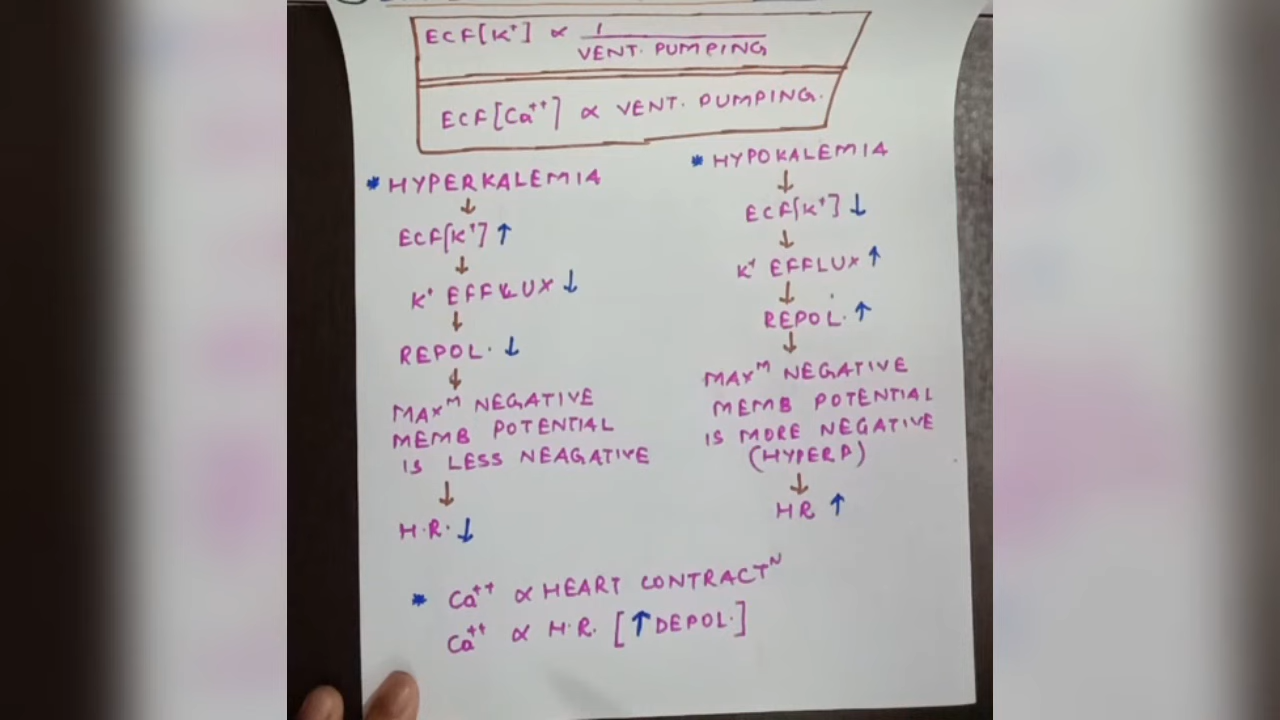 ECF[K⁺] ∝ 1
VENT. PUMPING
ECF[Ca⁺⁺] ∝ VENT. PUMPING.
* HYPERKALEMIA
↓
ECF[K⁺] ↑
↓
K⁺ EFFLUX ↓
↓
REPOL. ↓
↓
MAXᴹ NEGATIVE
MEMB POTENTIAL
IS LESS NEAGATIVE
↓
H.R. ↓
* HYPOKALEMIA
↓
ECF[K⁺] ↓
↓
K⁺ EFFLUX ↑
↓
REPOL. ↑
↓
MAXᴹ NEGATIVE
MEMB POTENTIAL
IS MORE NEGATIVE
(HYPERP)
↓
HR ↑
* Ca⁺⁺ ∝ HEART CONTRACTᴺ
Ca⁺⁺ ∝ H.R. [↑ DEPOL.]